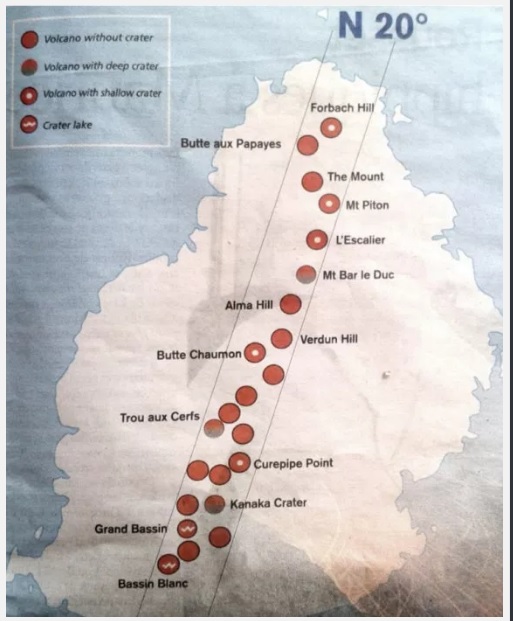 N 20°
Volcano without crater
Volcano with deep crater
Volcano with shallow crater
Crater lake
Forbach Hill
Butte aux Papayes
The Mount
Mt Piton
L'Escalier
Mt Bar le Duc
Alma Hill
Verdun Hill
Butte Chaumon
Trou aux Cerfs
Curepipe Point
Kanaka Crater
Grand Bassin
Bassin Blanc